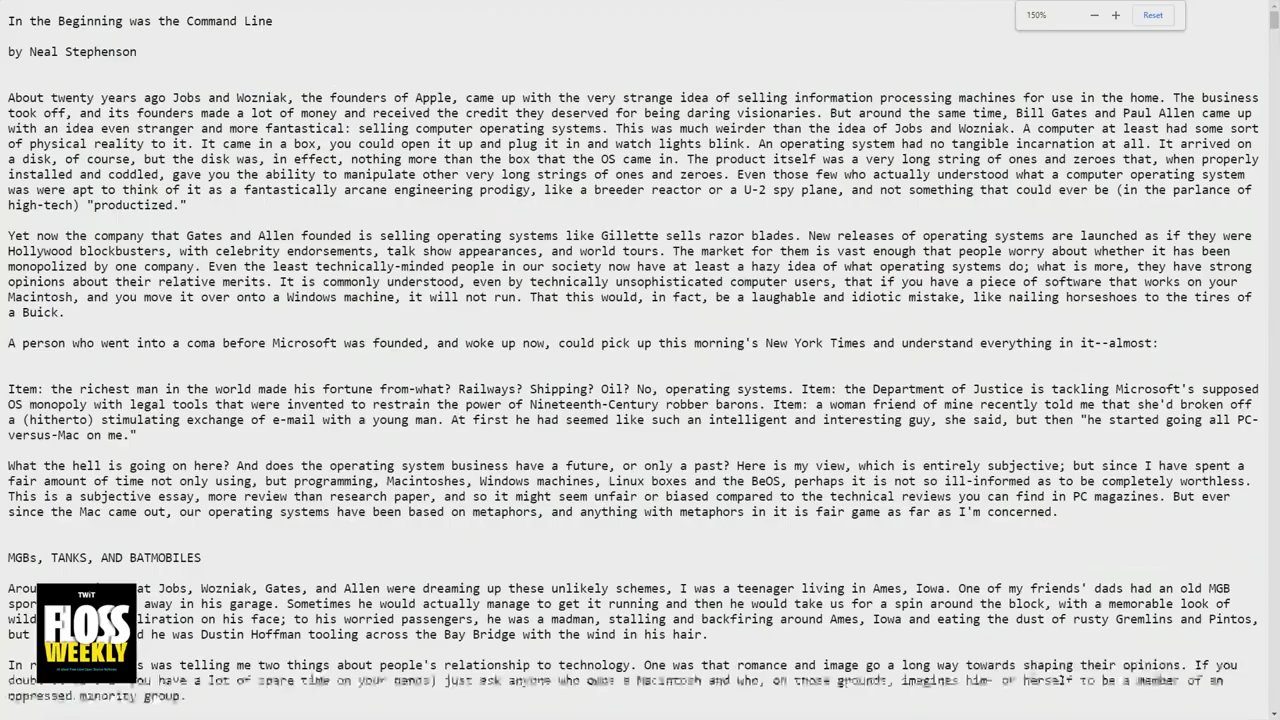 In the Beginning was the Command Line
150%
Reset
by Neal Stephenson
About twenty years ago Jobs and Wozniak, the founders of Apple, came up with the very strange idea of selling information processing machines for use in the home. The business
took off, and its founders made a lot of money and received the credit they deserved for being daring visionaries. But around the same time, Bill Gates and Paul Allen came up
with an idea even stranger and more fantastical: selling computer operating systems. This was much weirder than the idea of Jobs and Wozniak. A computer at least had some sort
of physical reality to it. It came in a box, you could open it up and plug it in and watch lights blink. An operating system had no tangible incarnation at all. It arrived on
a disk, of course, but the disk was, in effect, nothing more than the box that the OS came in. The product itself was a very long string of ones and zeroes that, when properly
installed and coddled, gave you the ability to manipulate other very long strings of ones and zeroes. Even those few who actually understood what a computer operating system
was were apt to think of it as a fantastically arcane engineering prodigy, like a breeder reactor or a U-2 spy plane, and not something that could ever be (in the parlance of
high-tech) "productized."
Yet now the company that Gates and Allen founded is selling operating systems like Gillette sells razor blades. New releases of operating systems are launched as if they were
Hollywood blockbusters, with celebrity endorsements, talk show appearances, and world tours. The market for them is vast enough that people worry about whether it has been
monopolized by one company. Even the least technically-minded people in our society now have at least a hazy idea of what operating systems do; what is more, they have strong
opinions about their relative merits. It is commonly understood, even by technically unsophisticated computer users, that if you have a piece of software that works on your
Macintosh, and you move it over onto a Windows machine, it will not run. That this would, in fact, be a laughable and idiotic mistake, like nailing horseshoes to the tires of
a Buick.
A person who went into a coma before Microsoft was founded, and woke up now, could pick up this morning's New York Times and understand everything in it--almost:
Item: the richest man in the world made his fortune from-what? Railways? Shipping? Oil? No, operating systems. Item: the Department of Justice is tackling Microsoft's supposed
OS monopoly with legal tools that were invented to restrain the power of Nineteenth-Century robber barons. Item: a woman friend of mine recently told me that she'd broken off
a (hitherto) stimulating exchange of e-mail with a young man. At first he had seemed like such an intelligent and interesting guy, she said, but then "he started going all PC-
versus-Mac on me."
What the hell is going on here? And does the operating system business have a future, or only a past? Here is my view, which is entirely subjective; but since I have spent a
fair amount of time not only using, but programming, Macintoshes, Windows machines, Linux boxes and the BeOS, perhaps it is not so ill-informed as to be completely worthless.
This is a subjective essay, more review than research paper, and so it might seem unfair or biased compared to the technical reviews you can find in PC magazines. But ever
since the Mac came out, our operating systems have been based on metaphors, and anything with metaphors in it is fair game as far as I'm concerned.
MGBs, TANKS, AND BATMOBILES
at Jobs, Wozniak, Gates, and Allen were dreaming up these unlikely schemes, I was a teenager living in Ames, Iowa. One of my friends' dads had an old MGB
away in his garage. Sometimes he would actually manage to get it running and then he would take us for a spin around the block, with a memorable look of
wild on his face; to his worried passengers, he was a madman, stalling and backfiring around Ames, Iowa and eating the dust of rusty Gremlins and Pintos,
but he was Dustin Hoffman tooling across the Bay Bridge with the wind in his hair.
TWiT
FLOSS
WEEKLY
In was telling me two things about people's relationship to technology. One was that romance and image go a long way towards shaping their opinions. If you
you have a lot of spare time on your hands) just ask anyone who owns a Macintosh and who, on those grounds, imagines him- or herself to be a member of an
oppressed minority group.